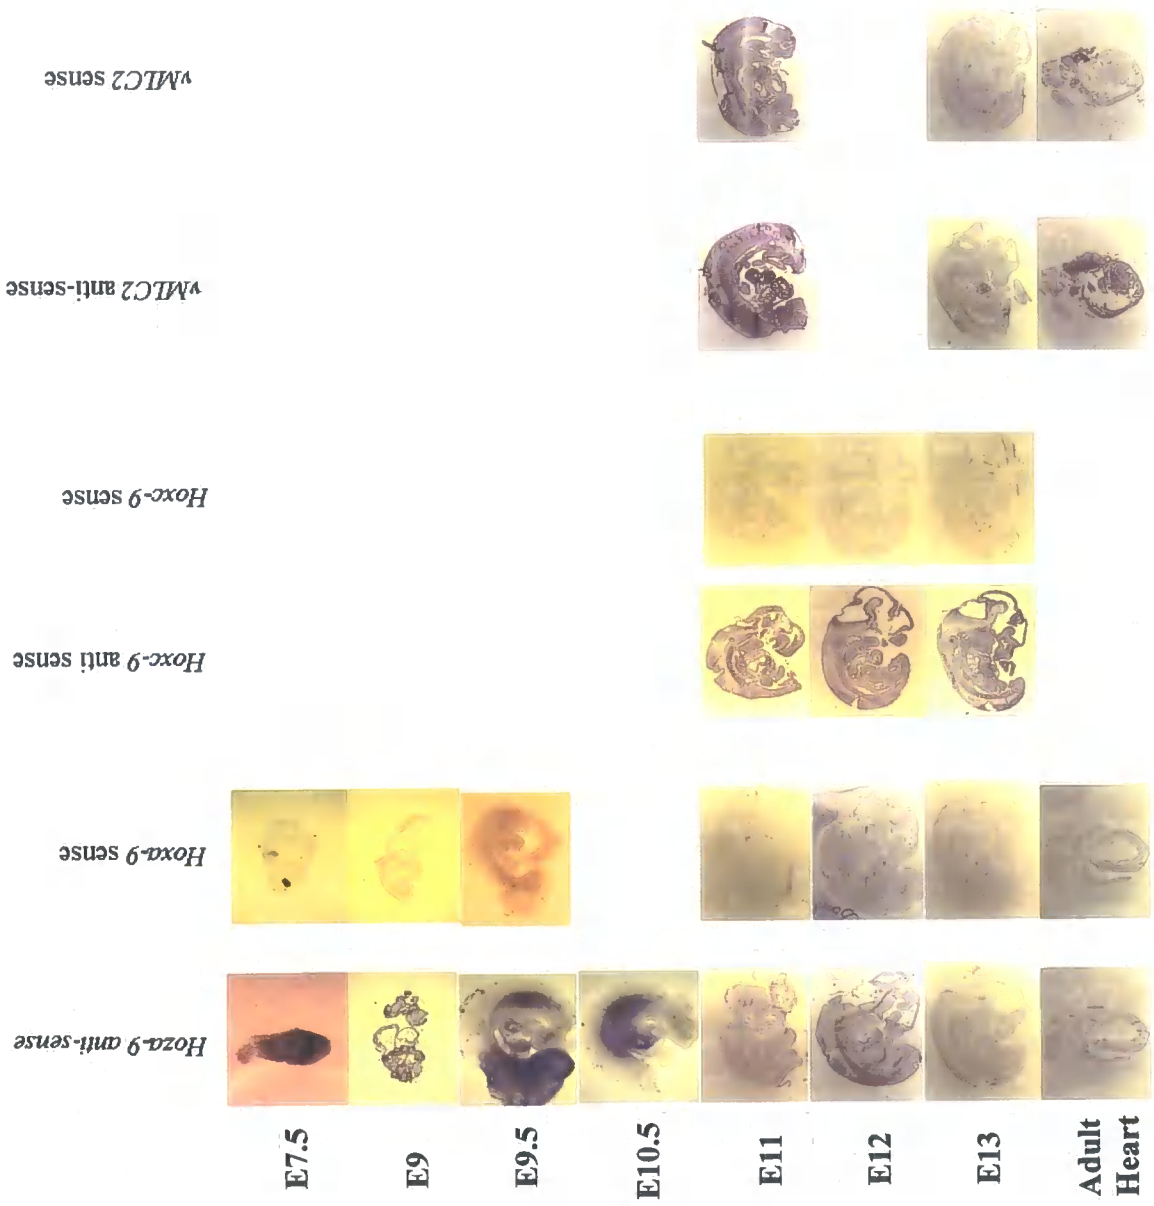 vMLC2 sense
vMLC2 anti-sense
Hoxc-9 sense
Hoxc-9 anti sense
Hoxa-9 sense
Hoza-9 anti-sense
E7.5
E9
E9.5
E10.5
E11
E12
E13
Adult
Heart